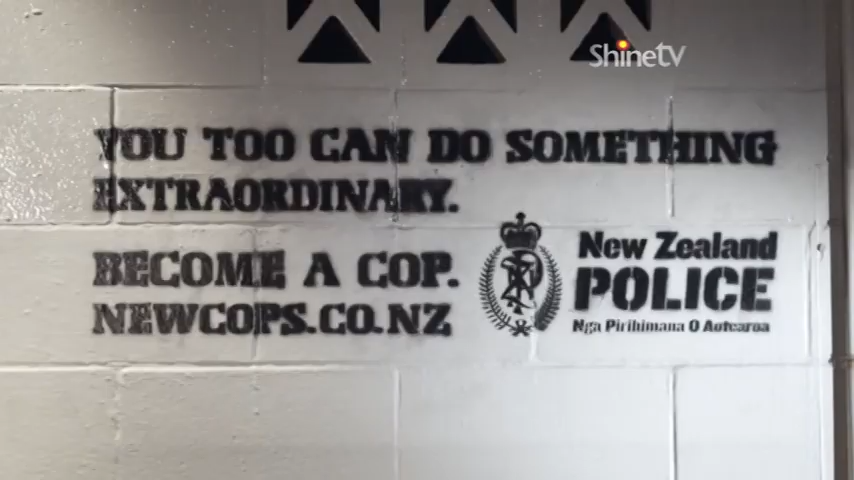 ShineTV
YOU TOO CAN DO SOMETHING
EXTRAORDINARY.
BECOME A COP.
NEWCOPS.CO.NZ
New Zealand
POLICE
Nga Pirihimana O Aotearoa